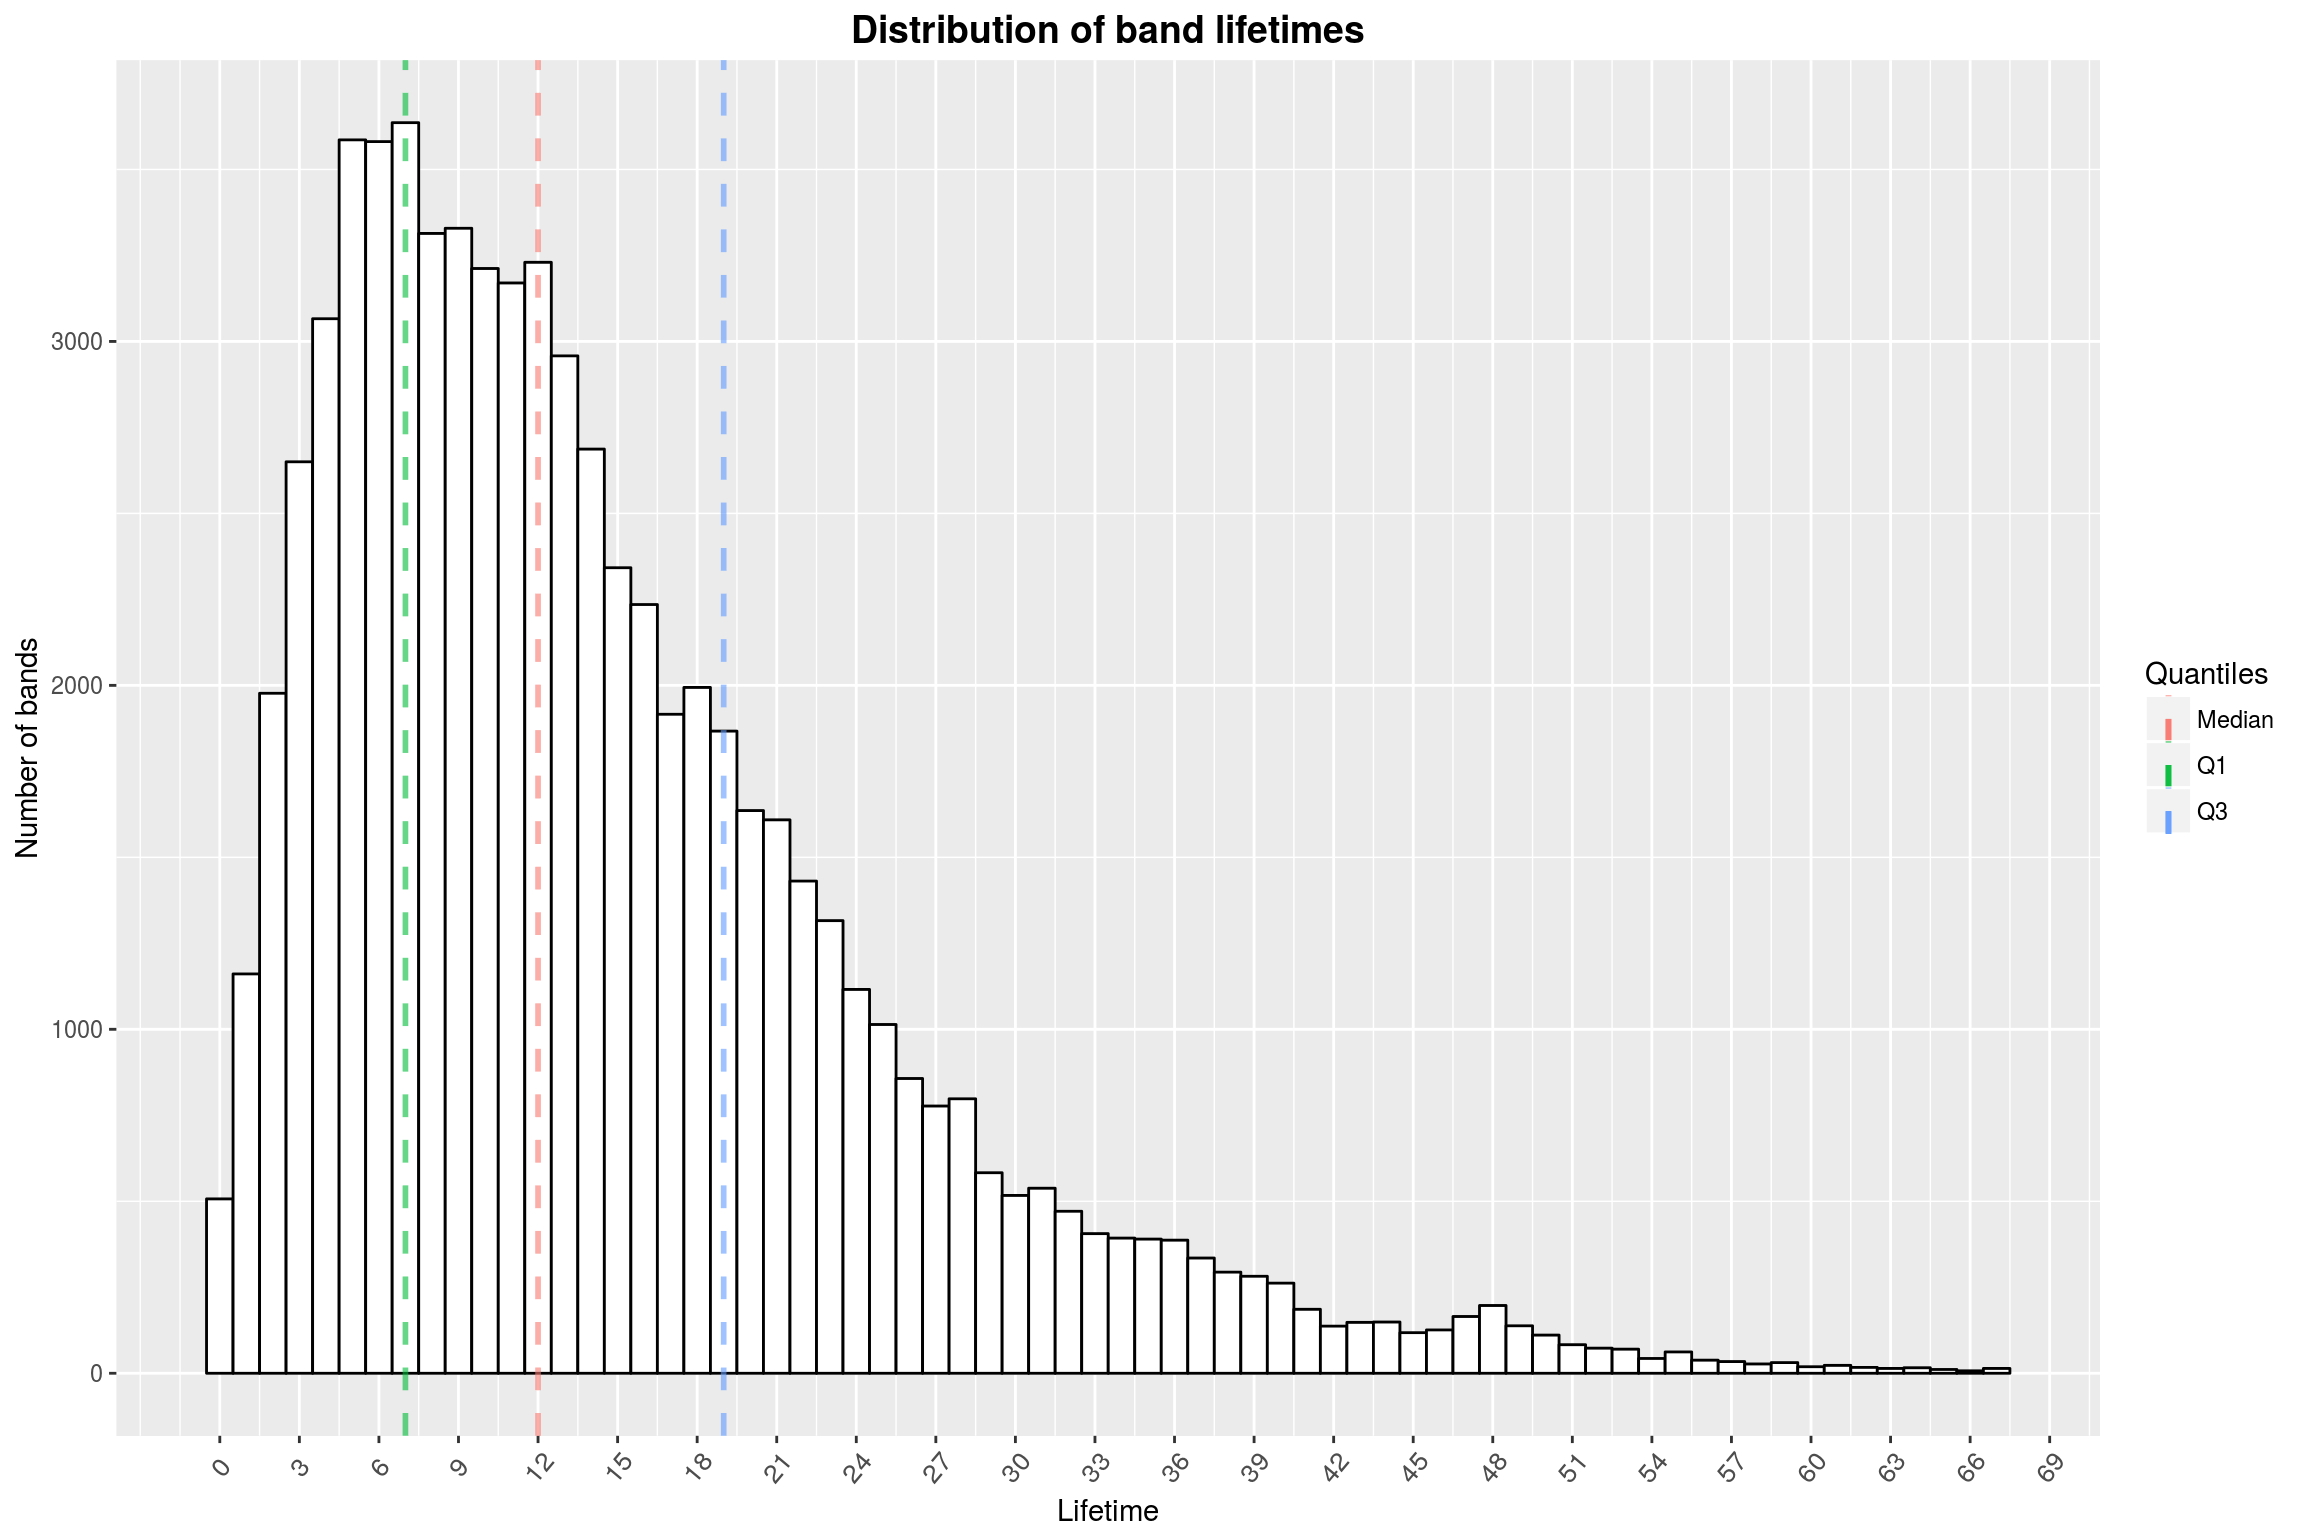 Distribution of band lifetimes
Number of bands
3000
2000
1000
0
0 3 6 9 12 15 18 21 24 27 30 33 36 39 42 45 48 51 54 57 60 63 66 69
Lifetime
Quantiles
Median
Q1
Q3